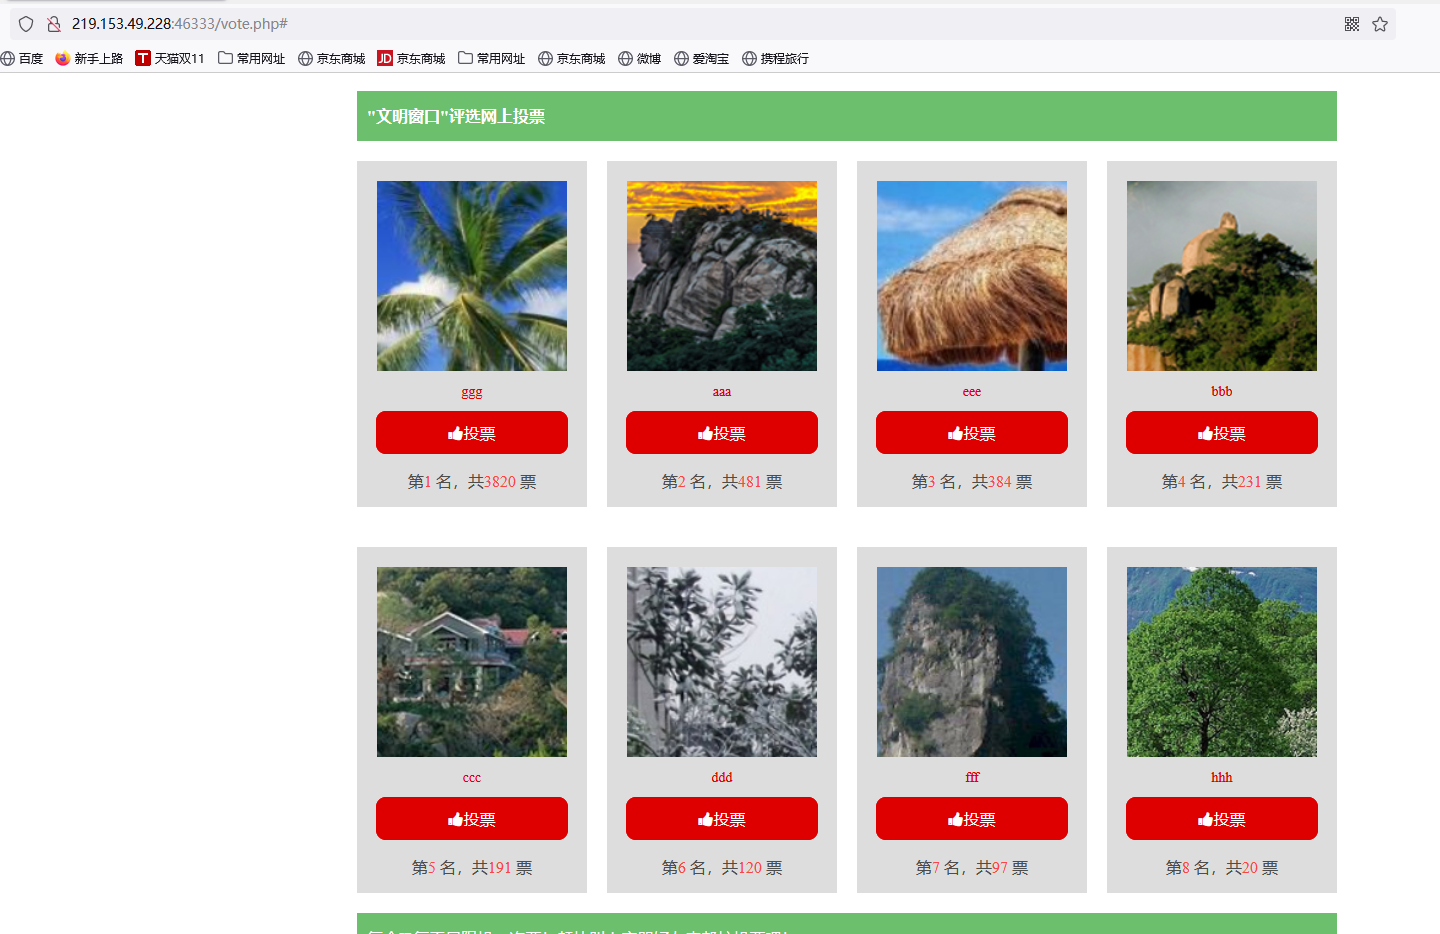 219.153.49.228:46333/vote.php#
百度 新手上路 天猫双11 常用网址 京东商城 JD 京东商城 常用网址 京东商城 微博 爱淘宝 携程旅行
"文明窗口"评选网上投票
ggg aaa eee bbb
投票 投票 投票 投票
第1 名，共3820 票 第2 名，共481 票 第3 名，共384 票 第4 名，共231 票
ccc ddd fff hhh
投票 投票 投票 投票
第5 名，共191 票 第6 名，共120 票 第7 名，共97 票 第8 名，共20 票